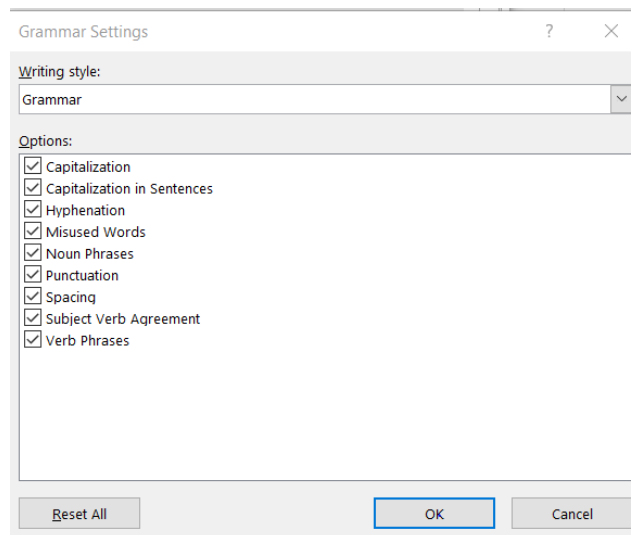 Grammar Settings
Writing style:
Grammar
Options:
Capitalization
Capitalization in Sentences
Hyphenation
Misused Words
Noun Phrases
Punctuation
Spacing
Subject Verb Agreement
Verb Phrases
Reset All OK Cancel